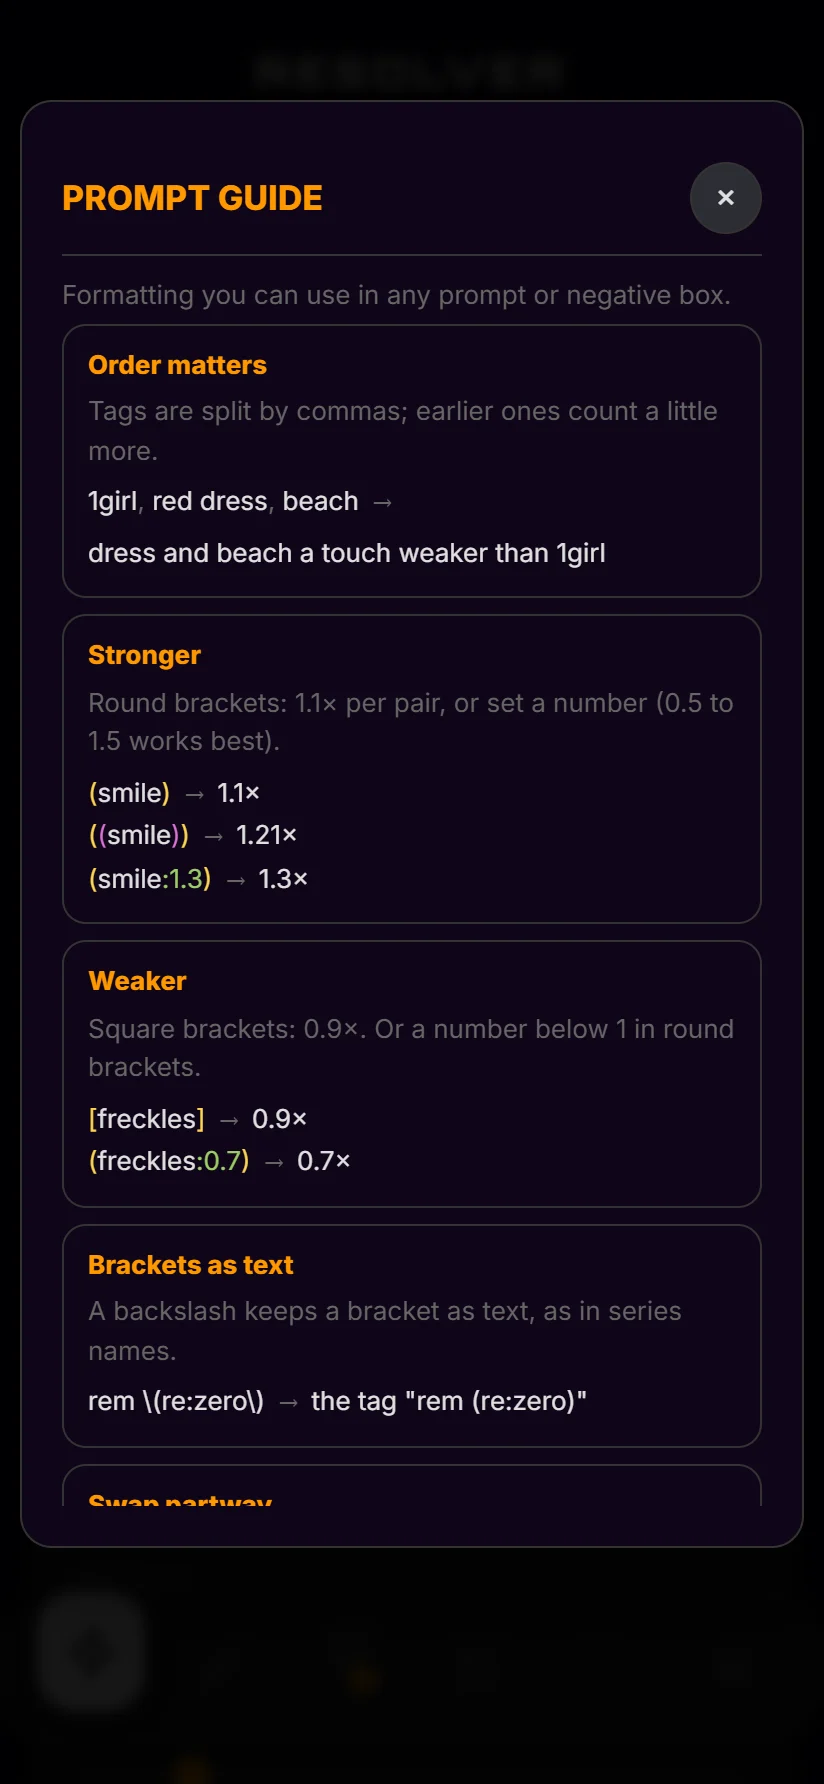 RESOLVER
PROMPT GUIDE
Formatting you can use in any prompt or negative box.
Order matters
Tags are split by commas; earlier ones count a little
more.
1girl, red dress, beach →
dress and beach a touch weaker than 1girl
Stronger
Round brackets: 1.1× per pair, or set a number (0.5 to
1.5 works best).
(smile) → 1.1×
((smile)) → 1.21×
(smile:1.3) → 1.3×
Weaker
Square brackets: 0.9×. Or a number below 1 in round
brackets.
[freckles] → 0.9×
(freckles:0.7) → 0.7×
Brackets as text
A backslash keeps a bracket as text, as in series
names.
rem \(re:zero\) → the tag "rem (re:zero)"
Swap partway